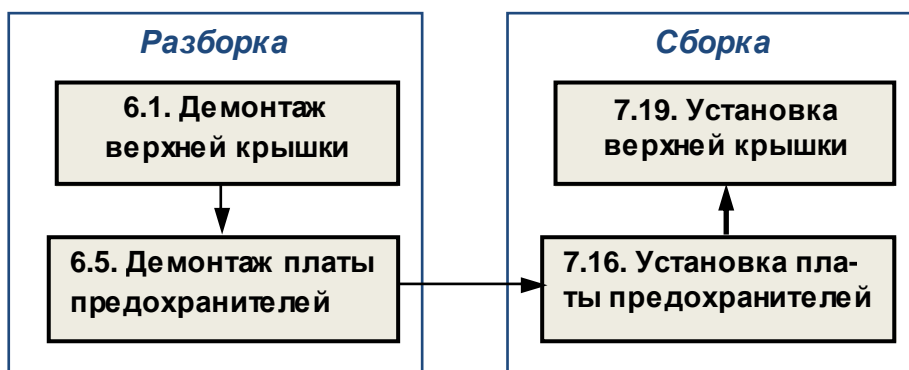 Разборка
6.1. Демонтаж
верхней крышки
6.5. Демонтаж платы
предохранителей
Сборка
7.19. Установка
верхней крышки
7.16. Установка пла-
ты предохранителей